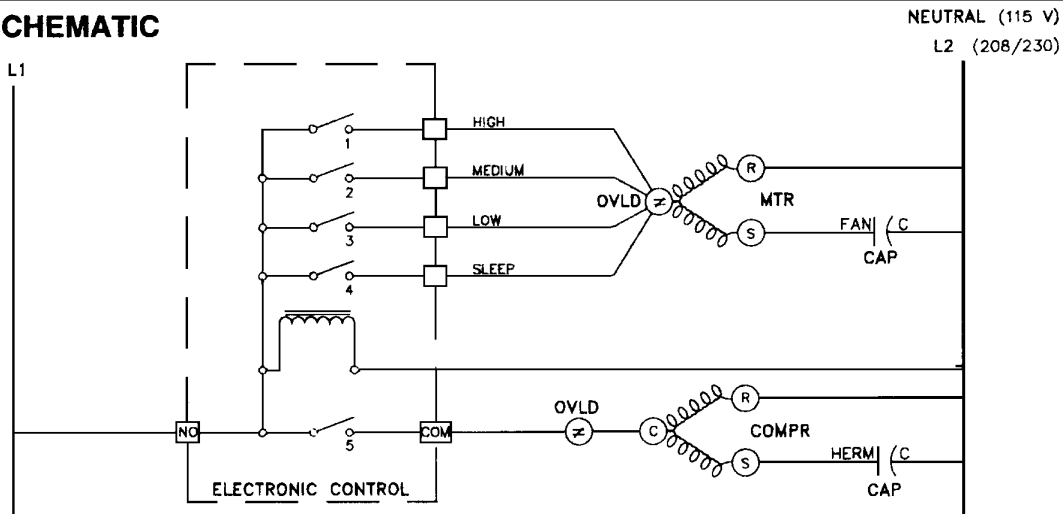 CHEMATIC
NEUTRAL (115 V)
L2 (208/230)
L1
HIGH
1
MEDIUM
2
LOW
3
SLEEP
4
OVLD
≠
R
MTR
S
FAN
C
CAP
NO
5
COM
OVLD
≠
C
R
COMPR
S
HERM
C
CAP
ELECTRONIC CONTROL